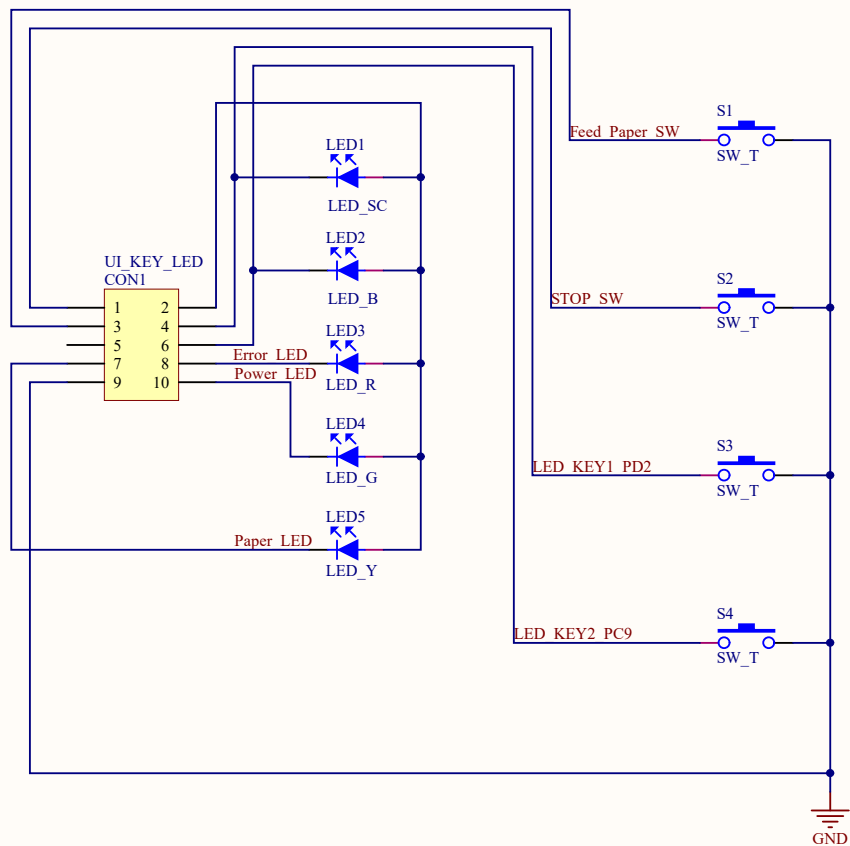 S1
Feed_Paper_SW
SW_T
LED1
LED_SC
LED2
LED_B
UI_KEY_LED
CON1
1 2
3 4
5 6
7 8
9 10
S2
STOP_SW
SW_T
LED3
Error_LED
LED_R
Power_LED
LED4
LED_G
S3
LED_KEY1_PD2
SW_T
LED5
Paper_LED
LED_Y
S4
LED_KEY2_PC9
SW_T
GND